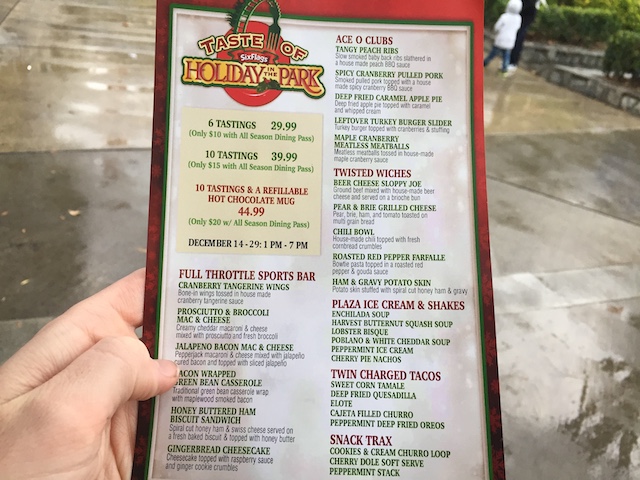 TASTE OF
SixFlags
HOLIDAY IN THE PARK
6 TASTINGS 29.99
(Only $10 with All Season Dining Pass)
10 TASTINGS 39.99
(Only $15 with All Season Dining Pass)
10 TASTINGS & A REFILLABLE
HOT CHOCOLATE MUG
44.99
(Only $20 w/ All Season Dining Pass)
DECEMBER 14 - 29: 1 PM - 7 PM
FULL THROTTLE SPORTS BAR
CRANBERRY TANGERINE WINGS
Bone-in wings tossed in house made
cranberry tangerine sauce
PROSCIUTTO & BROCCOLI
MAC & CHEESE
Creamy cheddar macaroni & cheese
mixed with prosciutto and fresh broccoli
JALAPENO BACON MAC & CHEESE
Pepperjack macaroni & cheese mixed with jalapeño
cured bacon and topped with sliced jalapeño
BACON WRAPPED
GREEN BEAN CASSEROLE
Traditional green bean casserole wrap
with maplewood smoked bacon
HONEY BUTTERED HAM
BISCUIT SANDWICH
Spiral cut honey ham & swiss cheese served on
a fresh baked biscuit & topped with honey butter
GINGERBREAD CHEESECAKE
Cheesecake topped with raspberry sauce
and ginger cookie crumbles
ACE O CLUBS
TANGY PEACH RIBS
Slow smoked baby back ribs slathered in
a house made peach BBQ sauce
SPICY CRANBERRY PULLED PORK
Smoked pulled pork topped with a house
made spicy cranberry BBQ sauce
DEEP FRIED CARAMEL APPLE PIE
Deep fried apple pie topped with caramel
and whipped cream
LEFTOVER TURKEY BURGER SLIDER
Turkey burger topped with cranberries & stuffing
MAPLE CRANBERRY
MEATLESS MEATBALLS
Meatless meatballs tossed in house-made
maple cranberry sauce
TWISTED WICHES
BEER CHEESE SLOPPY JOE
Ground beef mixed with house-made beer
cheese and served on a brioche bun
PEAR & BRIE GRILLED CHEESE
Pear, brie, ham, and tomato toasted on
multi grain bread
CHILI BOWL
House-made chili topped with fresh
cornbread crumbles
ROASTED RED PEPPER FARFALLE
Bowtie pasta topped in a roasted red
pepper & gouda sauce
HAM & GRAVY POTATO SKIN
Potato skin stuffed with spiral cut honey ham & gravy
PLAZA ICE CREAM & SHAKES
ENCHILADA SOUP
HARVEST BUTTERNUT SQUASH SOUP
LOBSTER BISQUE
POBLANO & WHITE CHEDDAR SOUP
PEPPERMINT ICE CREAM
CHERRY PIE NACHOS
TWIN CHARGED TACOS
SWEET CORN TAMALE
DEEP FRIED QUESADILLA
ELOTE
CAJETA FILLED CHURRO
PEPPERMINT DEEP FRIED OREOS
SNACK TRAX
COOKIES & CREAM CHURRO LOOP
CHERRY DOLE SOFT SERVE
PEPPERMINT STACK